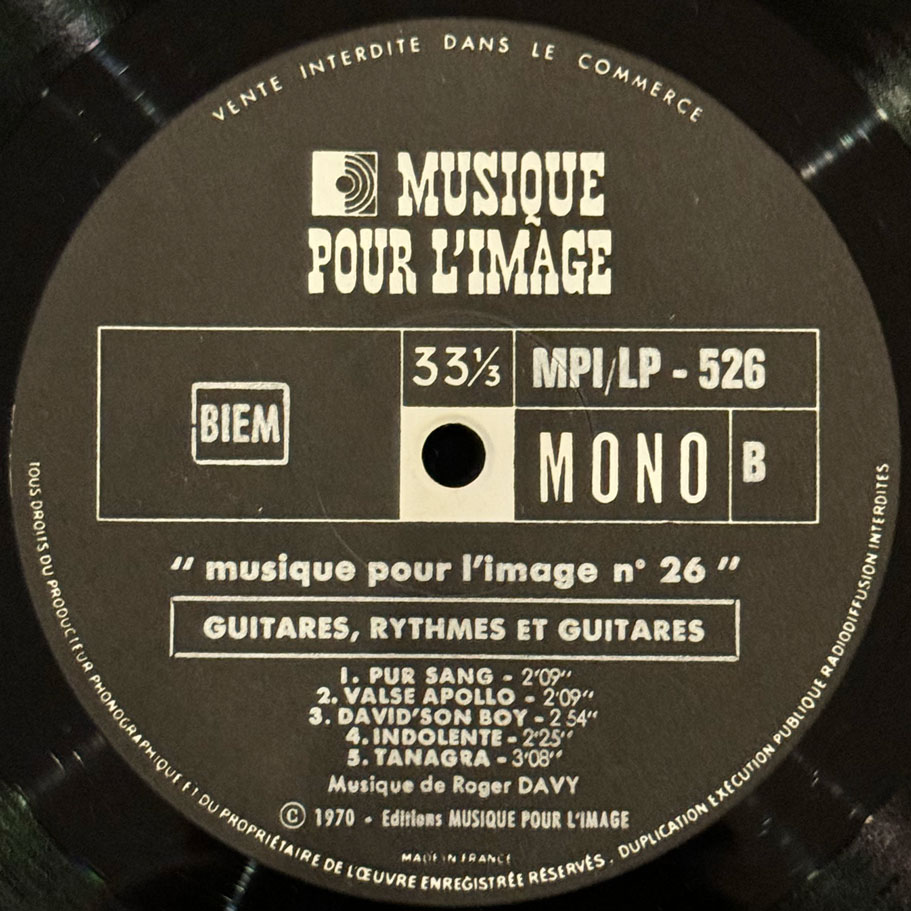 VENTE INTERDITE DANS LE COMMERCE
MUSIQUE
POUR L'IMAGE
BIEM
33⅓
MPI/LP - 526
MONO
B
" musique pour l'image n° 26 "
GUITARES, RYTHMES ET GUITARES
1. PUR SANG - 2'09"
2. VALSE APOLLO - 2'09"
3. DAVID'SON BOY - 2'54"
4. INDOLENTE - 2'25"
5. TANAGRA - 3'08"
Musique de Roger DAVY
© 1970 - Editions MUSIQUE POUR L'IMAGE
MADE IN FRANCE
TOUS DROITS DU PRODUCTEUR PHONOGRAPHIQUE ET DU PROPRIÉTAIRE DE L'ŒUVRE ENREGISTRÉE RÉSERVÉS. DUPLICATION EXÉCUTION PUBLIQUE RADIODIFFUSION INTERDITES